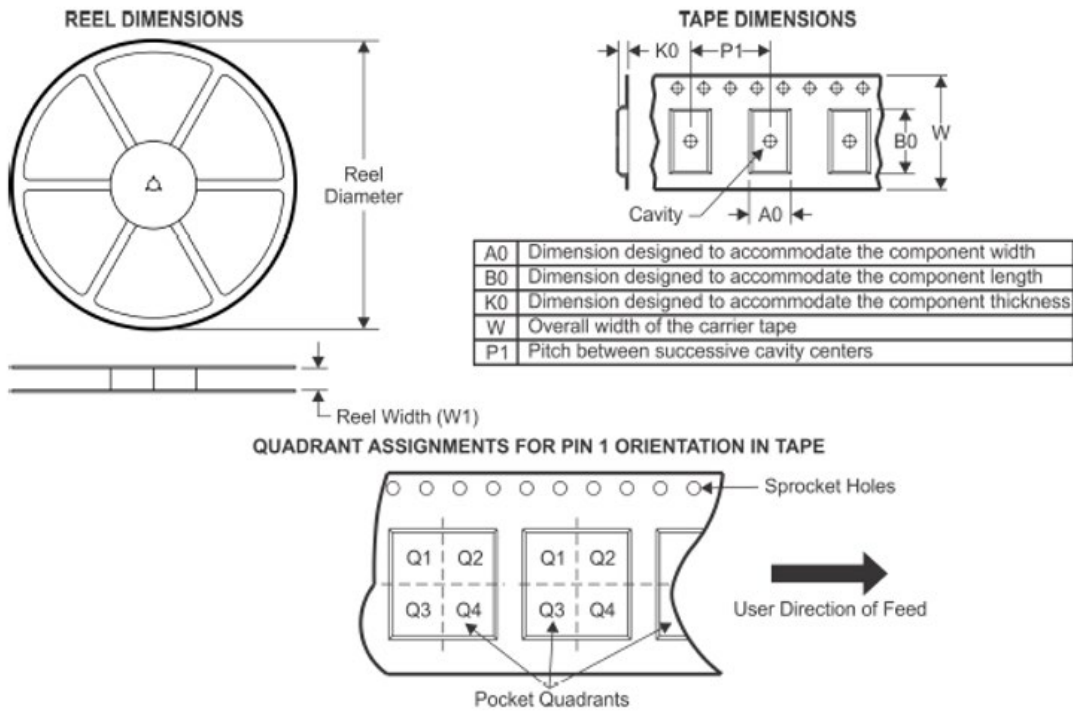 REEL DIMENSIONS
Reel
Diameter
Reel Width (W1)
TAPE DIMENSIONS
K0
P1
W
B0
Cavity
A0
A0 Dimension designed to accommodate the component width
B0 Dimension designed to accommodate the component length
K0 Dimension designed to accommodate the component thickness
W Overall width of the carrier tape
P1 Pitch between successive cavity centers
QUADRANT ASSIGNMENTS FOR PIN 1 ORIENTATION IN TAPE
Sprocket Holes
Q1 Q2 Q1 Q2
Q3 Q4 Q3 Q4
User Direction of Feed
Pocket Quadrants